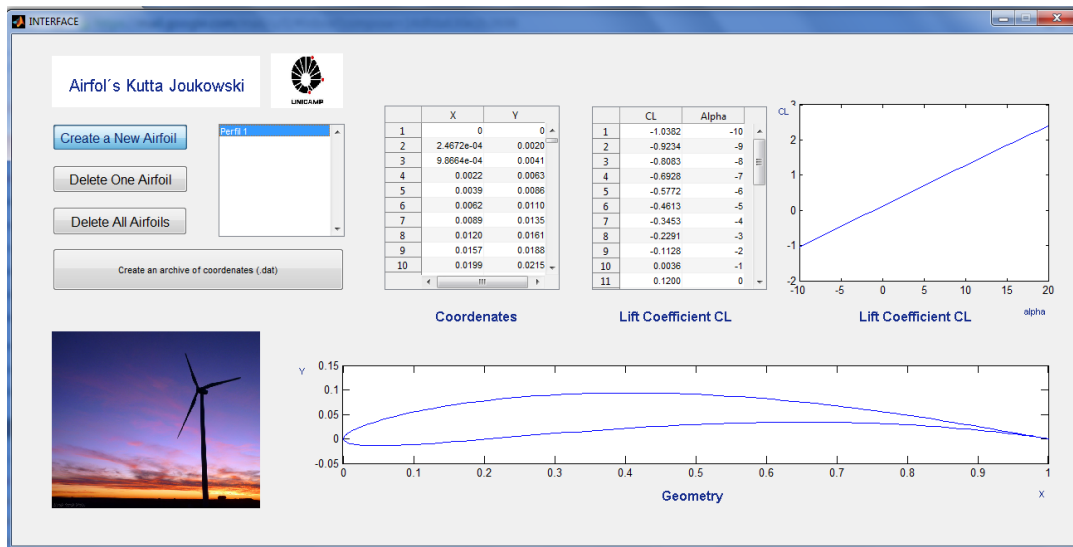 INTERFACE
Airfol´s Kutta Joukowski
UNICAMP
Create a New Airfoil
Delete One Airfoil
Delete All Airfoils
Create an archive of coordenates (.dat)
Perfil 1
X Y
1 0 0
2 2.4672e-04 0.0020
3 9.8664e-04 0.0041
4 0.0022 0.0063
5 0.0039 0.0086
6 0.0062 0.0110
7 0.0089 0.0135
8 0.0120 0.0161
9 0.0157 0.0188
10 0.0199 0.0215
Coordenates
CL Alpha
1 -1.0382 -10
2 -0.9234 -9
3 -0.8083 -8
4 -0.6928 -7
5 -0.5772 -6
6 -0.4613 -5
7 -0.3453 -4
8 -0.2291 -3
9 -0.1128 -2
10 0.0036 -1
11 0.1200 0
Lift Coefficient CL
CL
3
2
1
0
-1
-2
-10 -5 0 5 10 15 20
alpha
Lift Coefficient CL
Y
0.15
0.1
0.05
0
-0.05
0 0.1 0.2 0.3 0.4 0.5 0.6 0.7 0.8 0.9 1
X
Geometry